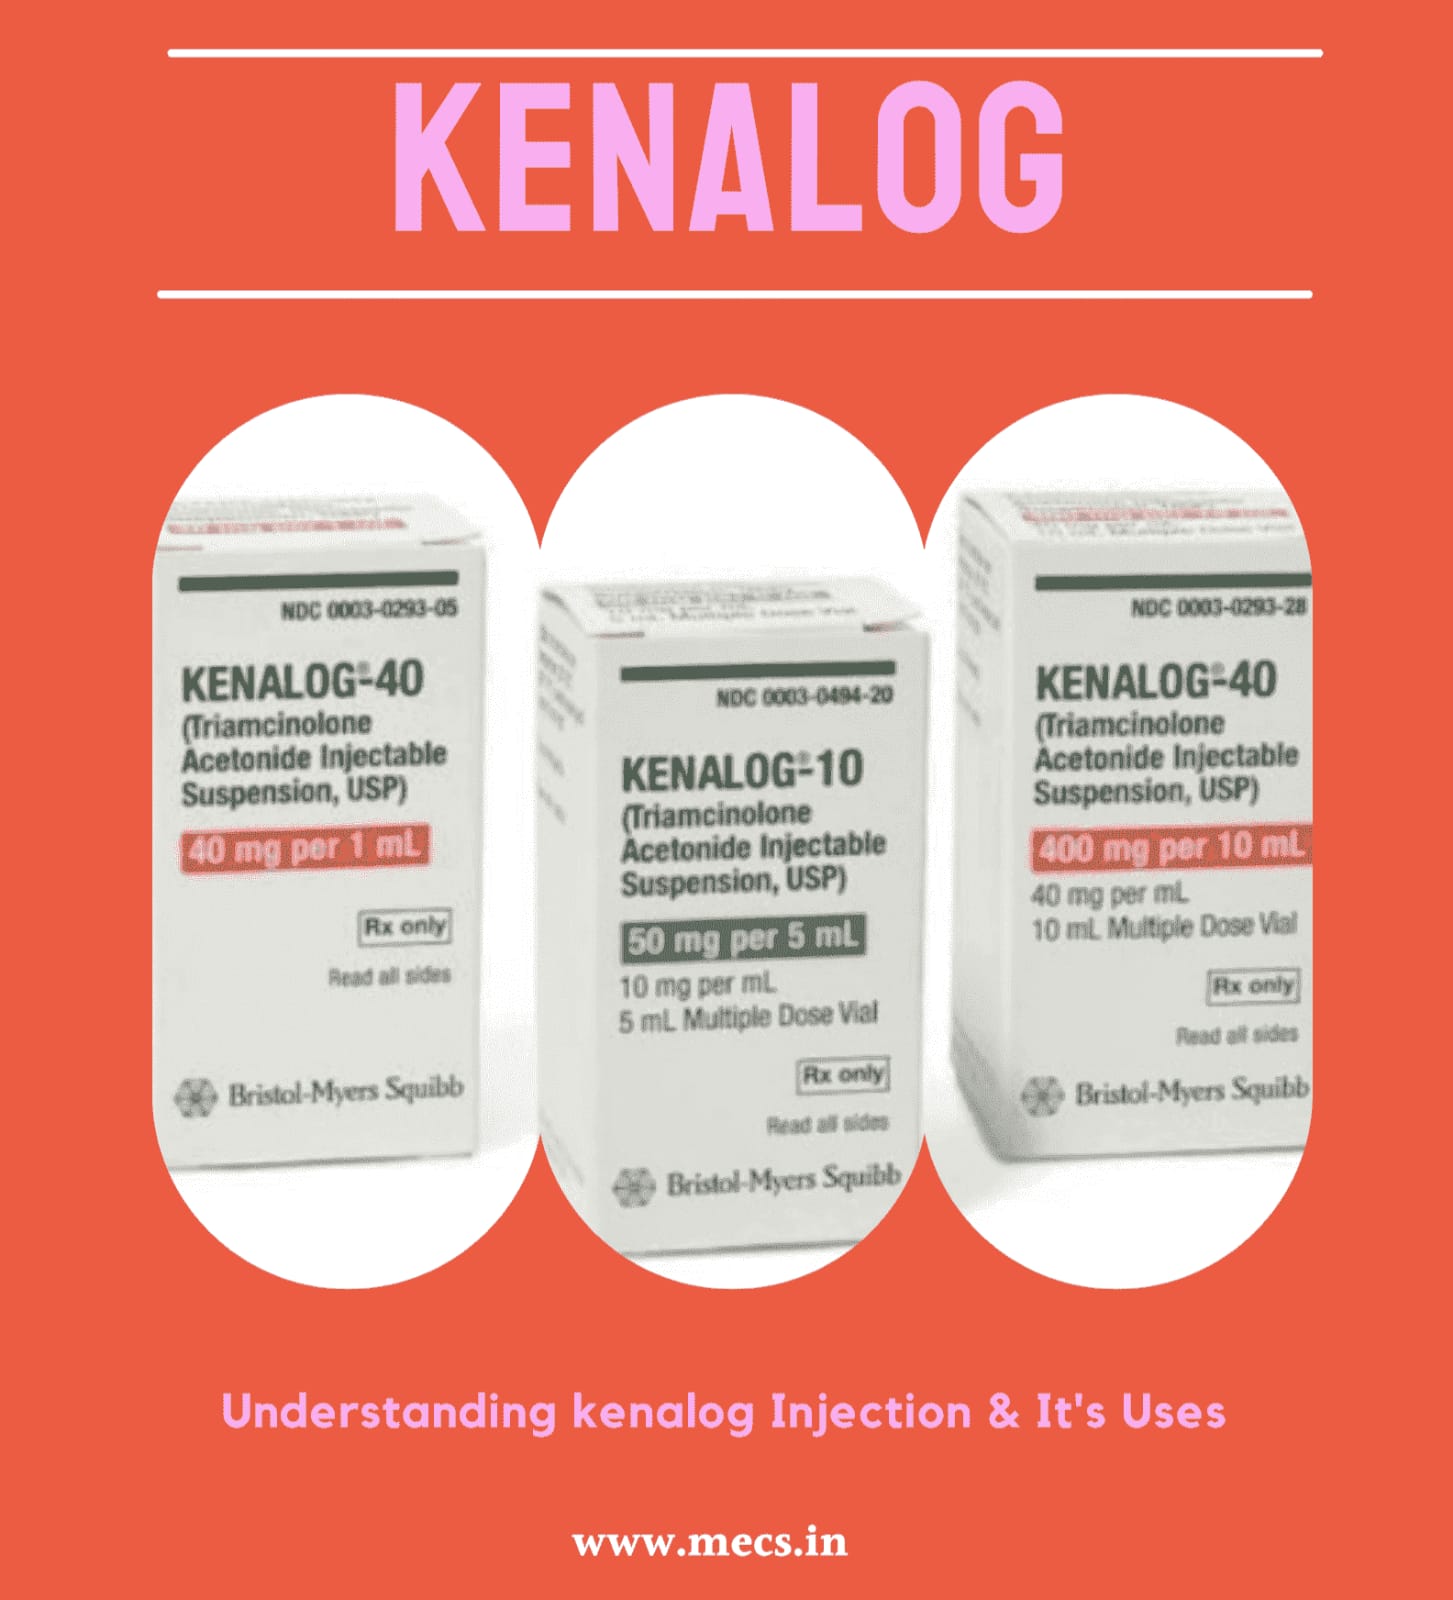 KENALOG
NDC 0003-0293-05
KENALOG®-40
(Triamcinolone
Acetonide Injectable
Suspension, USP)
40 mg per 1 mL
Rx only
Read all sides
Bristol-Myers Squibb
5 mL Multiple Dose Vial
NDC 0003-0494-20
KENALOG®-10
(Triamcinolone
Acetonide Injectable
Suspension, USP)
50 mg per 5 mL
10 mg per mL
5 mL Multiple Dose Vial
Rx only
Read all sides
Bristol-Myers Squibb
NDC 0003-0293-28
KENALOG®-40
(Triamcinolone
Acetonide Injectable
Suspension, USP)
400 mg per 10 mL
40 mg per mL
10 mL Multiple Dose Vial
Rx only
Read all sides
Bristol-Myers Squibb
Understanding kenalog Injection & It's Uses
www.mecs.in